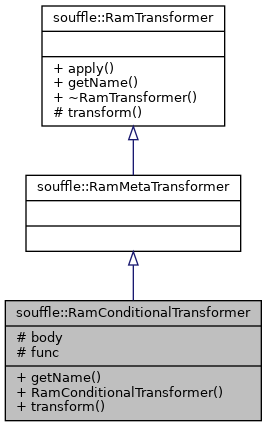 souffle::RamTransformer
+ apply()
+ getName()
+ ~RamTransformer()
# transform()
souffle::RamMetaTransformer
souffle::RamConditionalTransformer
# body
# func
+ getName()
+ RamConditionalTransformer()
+ transform()